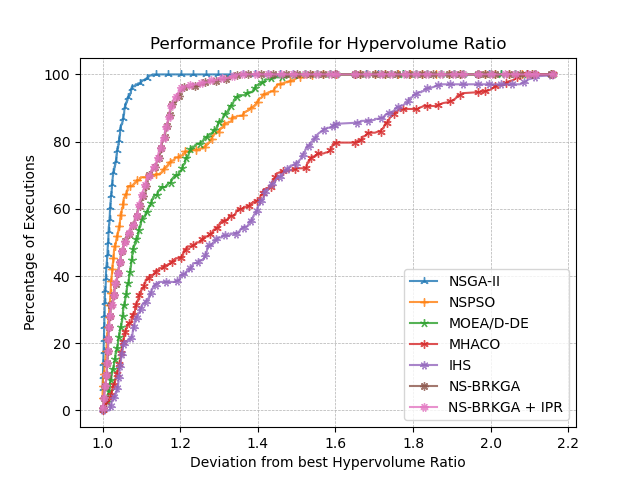 Performance Profile for Hypervolume Ratio
Percentage of Executions
100
80
60
40
20
0
1.0 1.2 1.4 1.6 1.8 2.0 2.2
Deviation from best Hypervolume Ratio
NSGA-II
NSPSO
MOEA/D-DE
MHACO
IHS
NS-BRKGA
NS-BRKGA + IPR